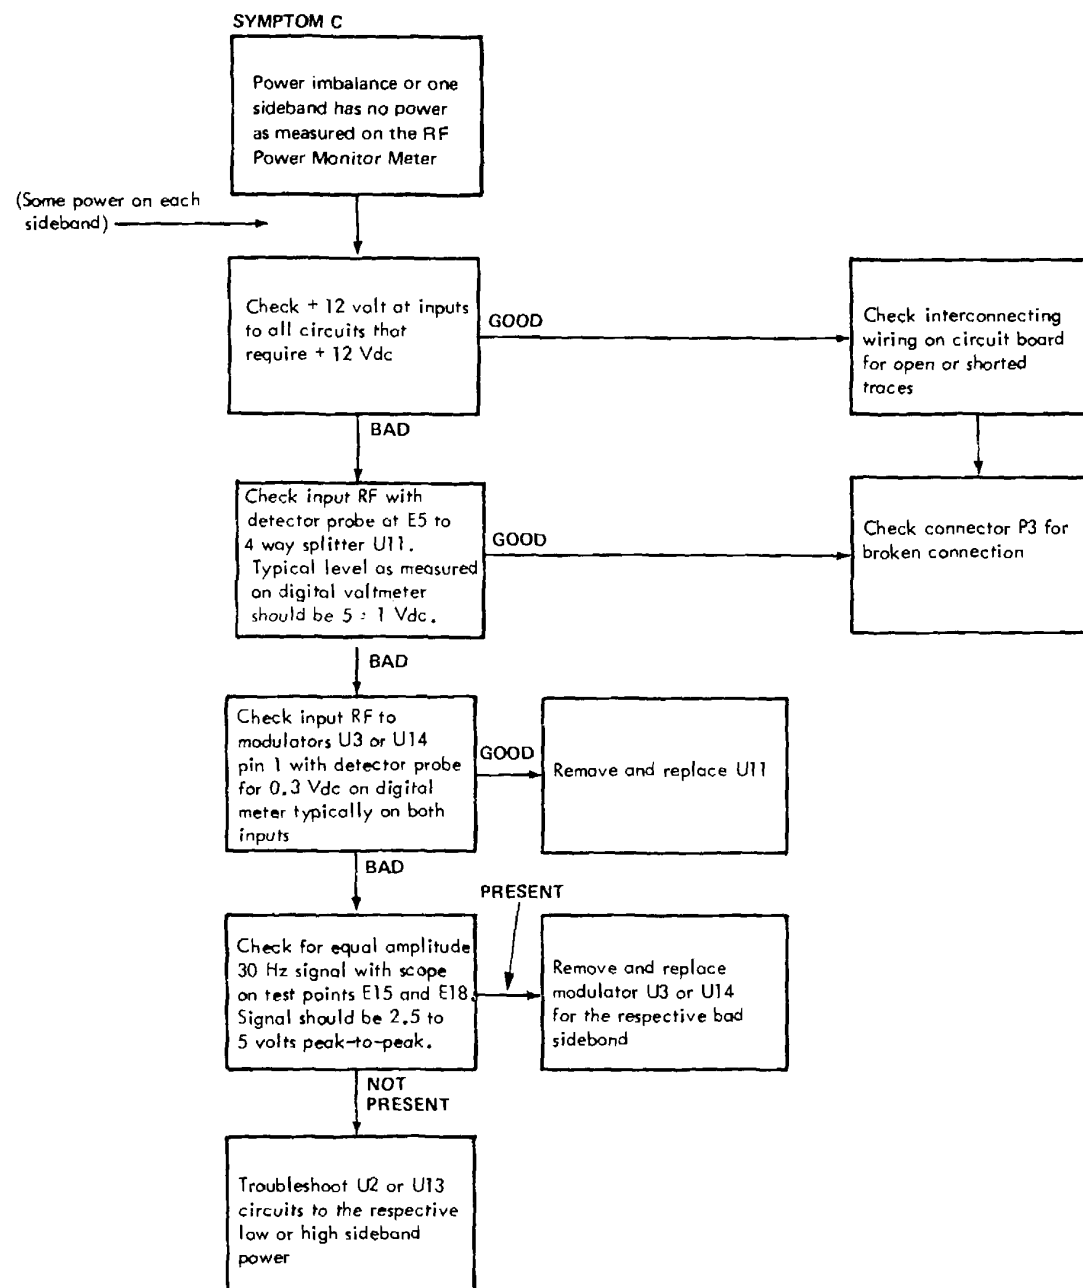 SYMPTOM C
Power imbalance or one
sideband has no power
as measured on the RF
Power Monitor Meter
(Some power on each
sideband)
Check + 12 volt at inputs
to all circuits that
require + 12 Vdc
GOOD
Check interconnecting
wiring on circuit board
for open or shorted
traces
BAD
Check input RF with
detector probe at E5 to
4 way splitter U11.
Typical level as measured
on digital voltmeter
should be 5 : 1 Vdc.
GOOD
Check connector P3 for
broken connection
BAD
Check input RF to
modulators U3 or U14
pin 1 with detector probe
for 0.3 Vdc on digital
meter typically on both
inputs
GOOD
Remove and replace U11
BAD
PRESENT
Check for equal amplitude
30 Hz signal with scope
on test points E15 and E18.
Signal should be 2.5 to
5 volts peak-to-peak.
Remove and replace
modulator U3 or U14
for the respective bad
sideband
NOT
PRESENT
Troubleshoot U2 or U13
circuits to the respective
low or high sideband
power